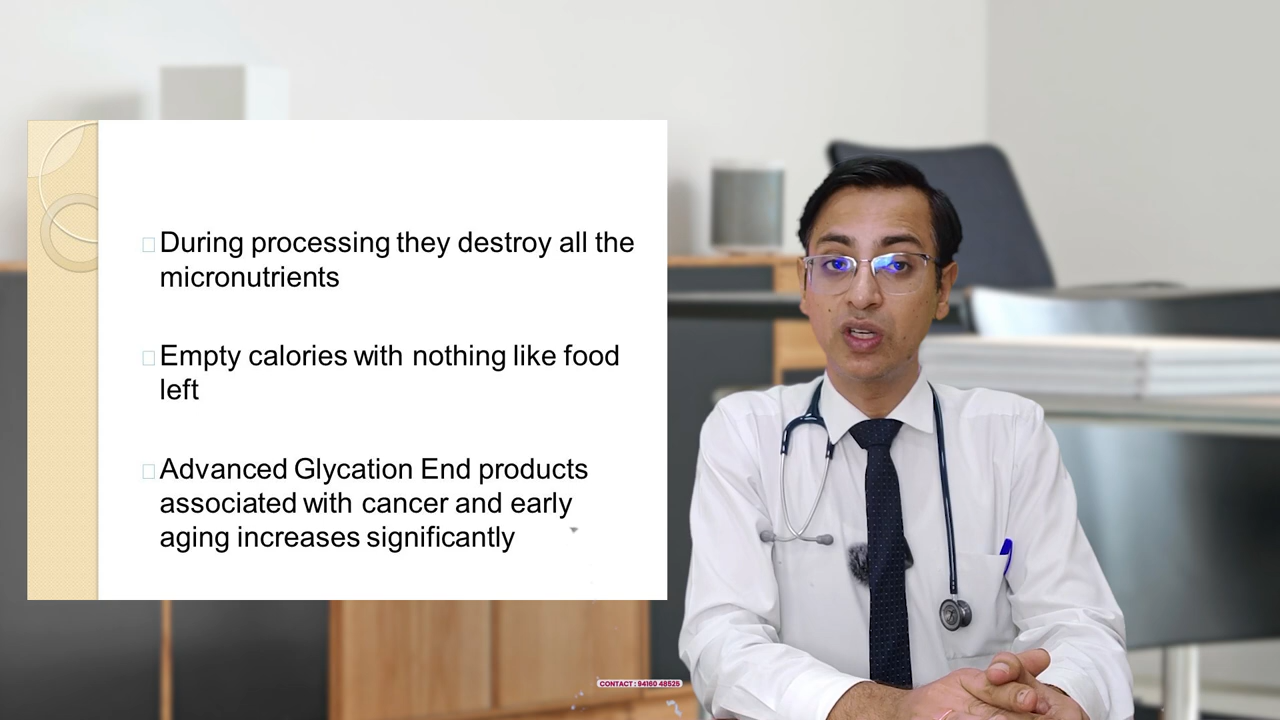 During processing they destroy all the
micronutrients
Empty calories with nothing like food
left
Advanced Glycation End products
associated with cancer and early
aging increases significantly
CONTACT : 94160 48525